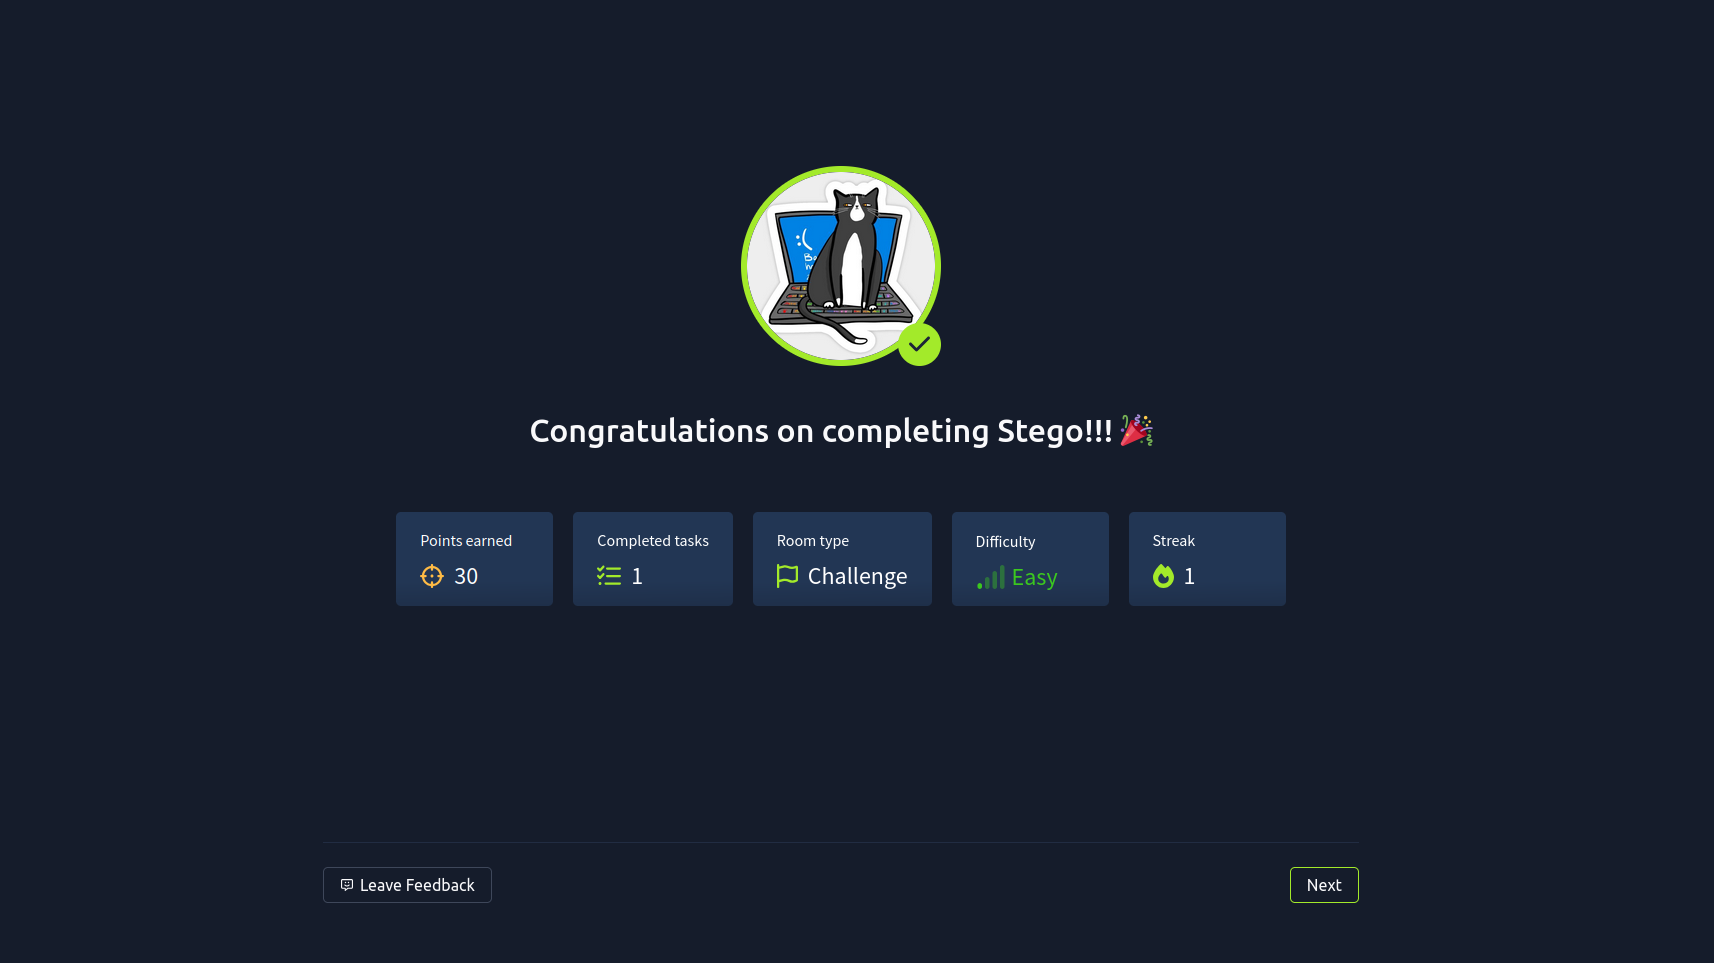 Congratulations on completing Stego!!! 🎉
Points earned
30
Completed tasks
1
Room type
Challenge
Difficulty
Easy
Streak
1
Leave Feedback
Next